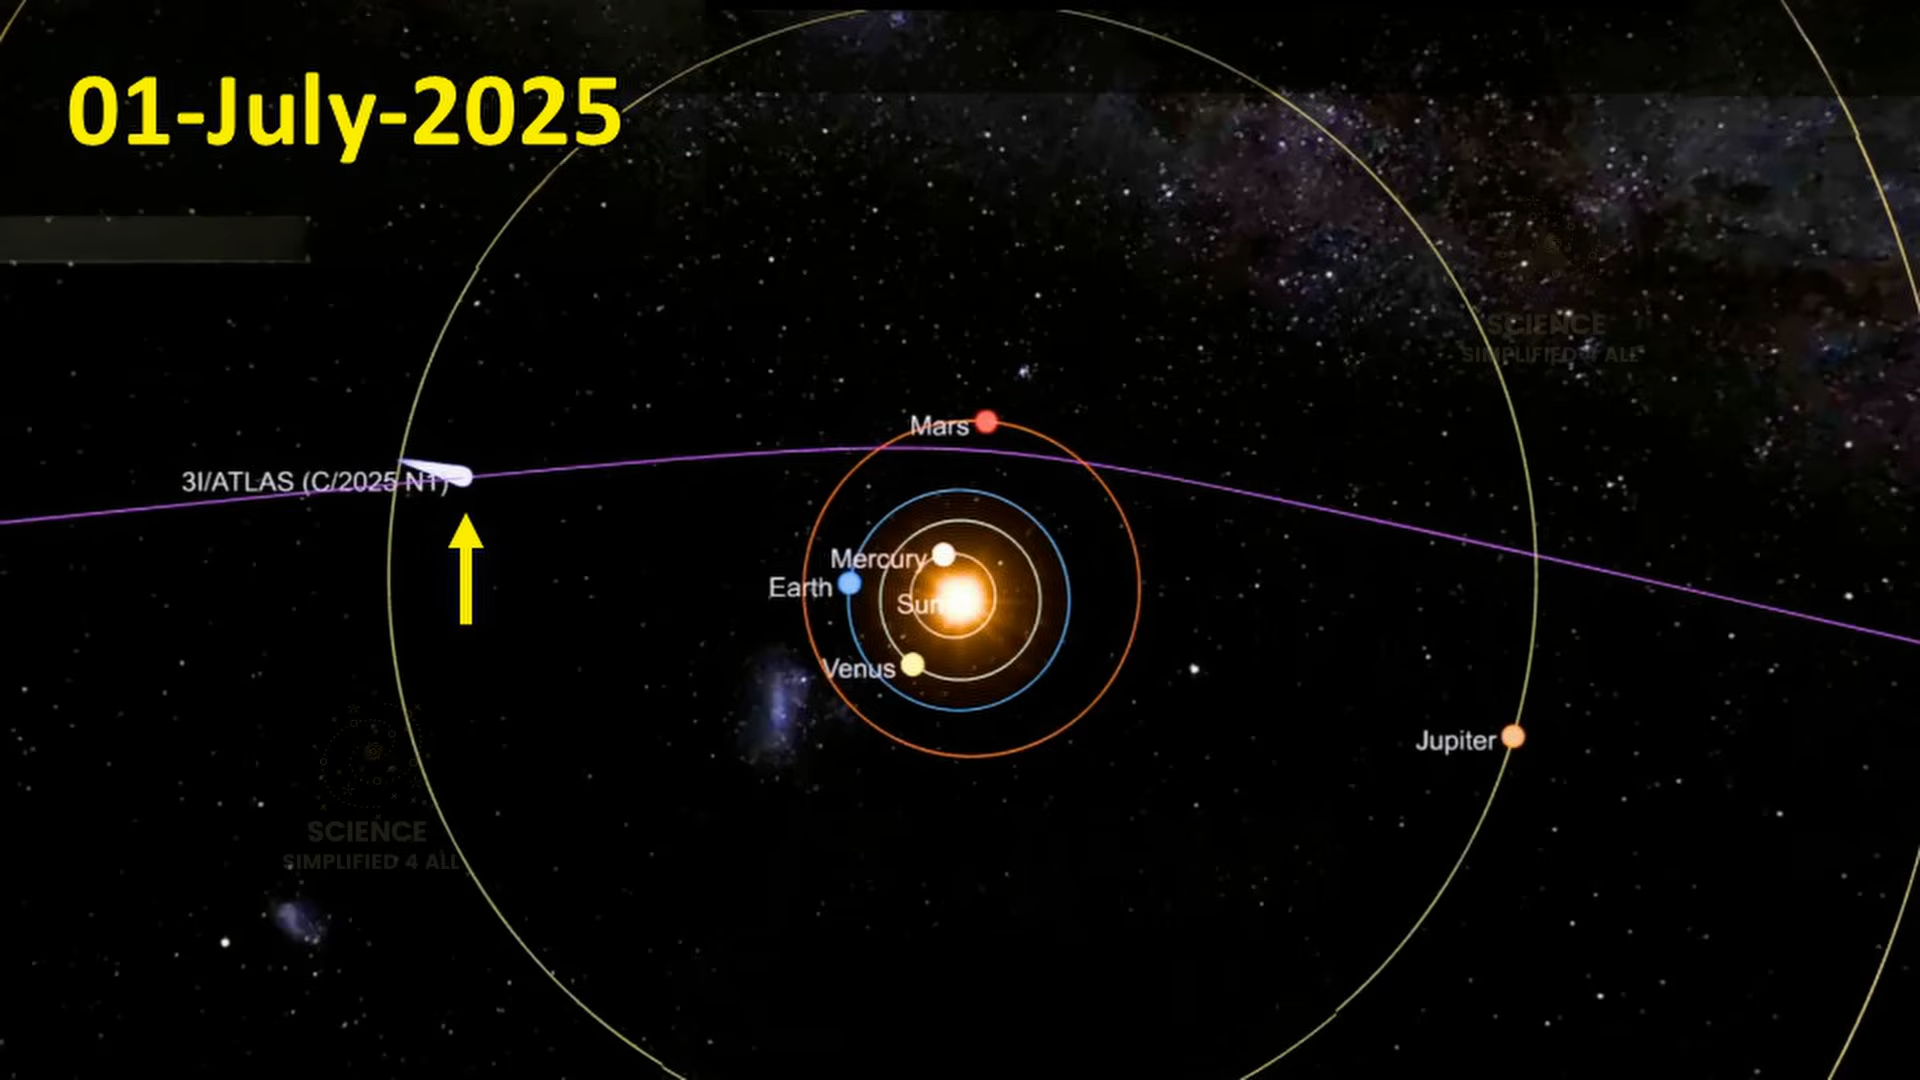 01-July-2025
SCIENCE
SIMPLIFIED 4 ALL
Mars
3I/ATLAS (C/2025 N1)
Mercury
Earth
Sun
Venus
Jupiter
SCIENCE
SIMPLIFIED 4 ALL